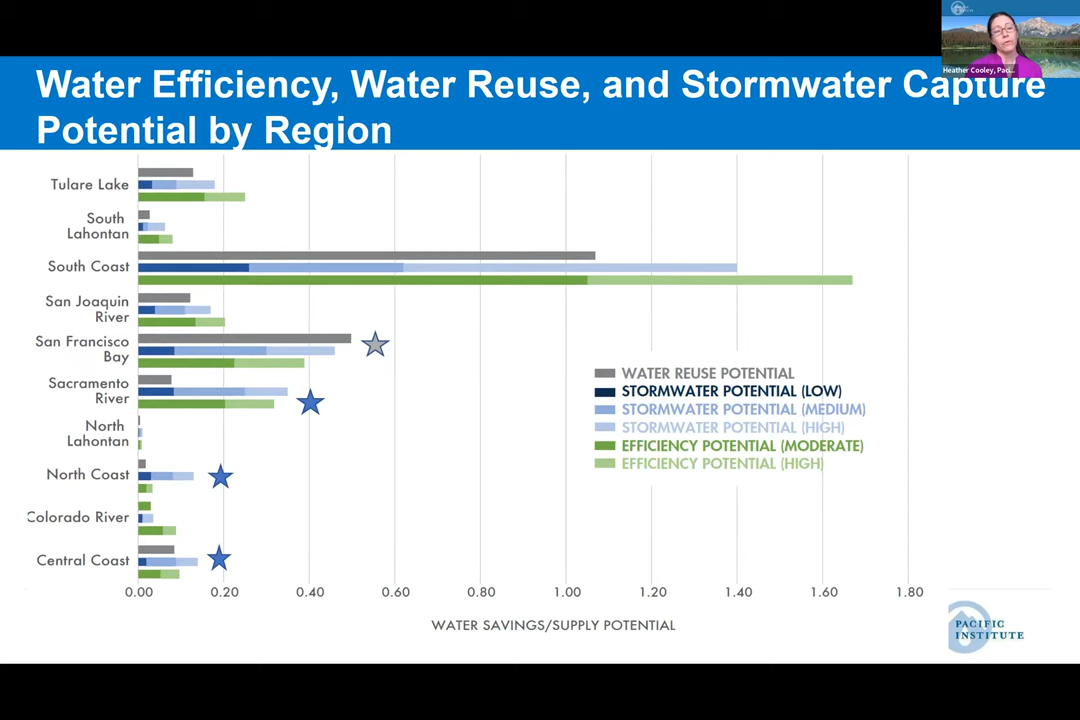 Heather Cooley, Paci...
Water Efficiency, Water Reuse, and Stormwater Capture
Potential by Region
Tulare Lake
South
Lahontan
South Coast
San Joaquin
River
San Francisco
Bay
Sacramento
River
North
Lahontan
North Coast
Colorado River
Central Coast
WATER REUSE POTENTIAL
STORMWATER POTENTIAL (LOW)
STORMWATER POTENTIAL (MEDIUM)
STORMWATER POTENTIAL (HIGH)
EFFICIENCY POTENTIAL (MODERATE)
EFFICIENCY POTENTIAL (HIGH)
0.00 0.20 0.40 0.60 0.80 1.00 1.20 1.40 1.60 1.80
WATER SAVINGS/SUPPLY POTENTIAL
PACIFIC
INSTITUTE